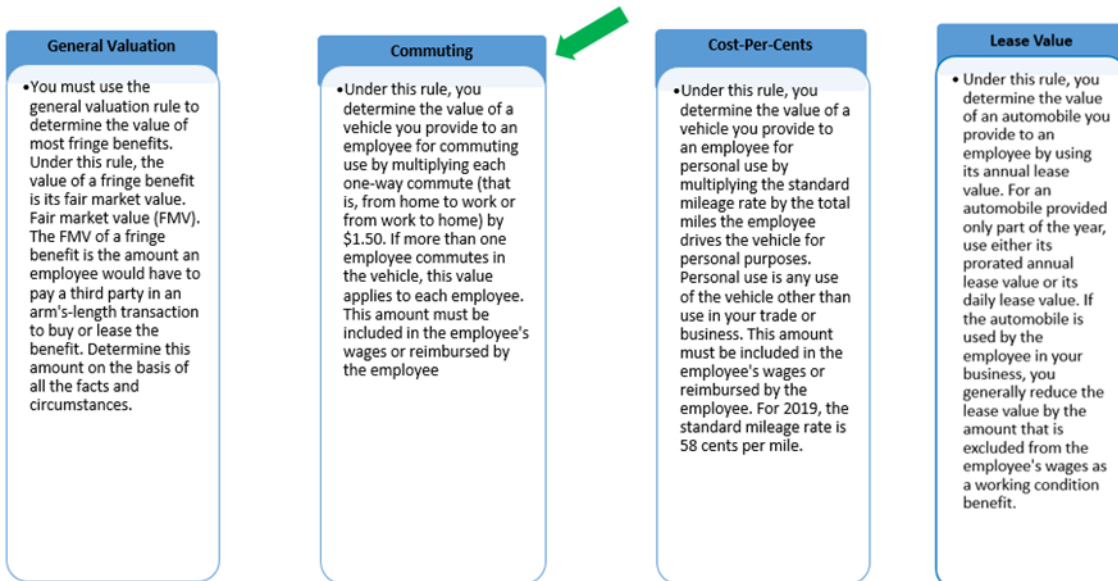 General Valuation
•You must use the
general valuation rule to
determine the value of
most fringe benefits.
Under this rule, the
value of a fringe benefit
is its fair market value.
Fair market value (FMV).
The FMV of a fringe
benefit is the amount an
employee would have to
pay a third party in an
arm's-length transaction
to buy or lease the
benefit. Determine this
amount on the basis of
all the facts and
circumstances.
Commuting
•Under this rule, you
determine the value of a
vehicle you provide to an
employee for commuting
use by multiplying each
one-way commute (that
is, from home to work or
from work to home) by
$1.50. If more than one
employee commutes in
the vehicle, this value
applies to each employee.
This amount must be
included in the employee's
wages or reimbursed by
the employee
Cost-Per-Cents
•Under this rule, you
determine the value of a
vehicle you provide to
an employee for
personal use by
multiplying the standard
mileage rate by the total
miles the employee
drives the vehicle for
personal purposes.
Personal use is any use
of the vehicle other than
use in your trade or
business. This amount
must be included in the
employee's wages or
reimbursed by the
employee. For 2019, the
standard mileage rate is
58 cents per mile.
Lease Value
• Under this rule, you
determine the value
of an automobile you
provide to an
employee by using
its annual lease
value. For an
automobile provided
only part of the year,
use either its
prorated annual
lease value or its
daily lease value. If
the automobile is
used by the
employee in your
business, you
generally reduce the
lease value by the
amount that is
excluded from the
employee's wages as
a working condition
benefit.